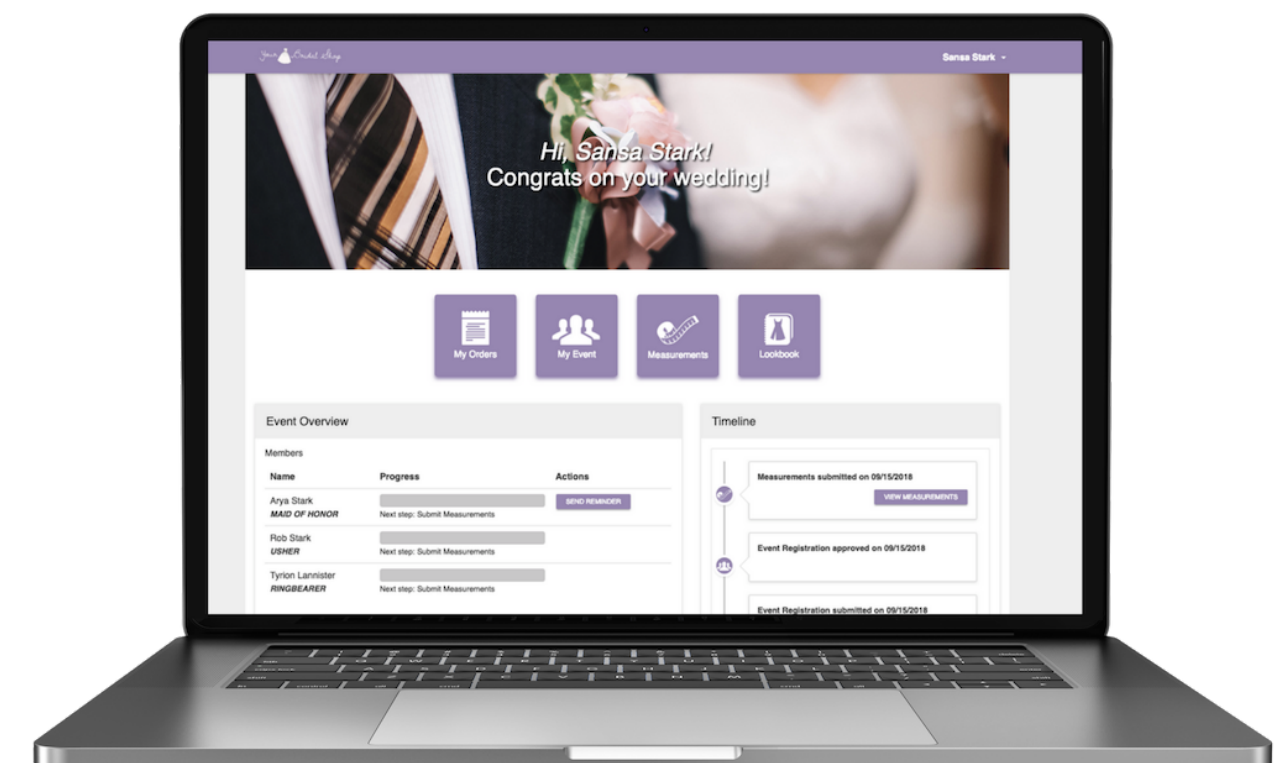 Your Bridal Shop
Sansa Stark
Hi, Sansa Stark!
Congrats on your wedding!
My Orders
My Event
Measurements
Lookbook
Event Overview
Members
Name Progress Actions
Arya Stark
SEND REMINDER
MAID OF HONOR
Next step: Submit Measurements
Rob Stark
USHER
Next step: Submit Measurements
Tyrion Lannister
RINGBEARER
Next step: Submit Measurements
Timeline
Measurements submitted on 09/15/2018
VIEW MEASUREMENTS
Event Registration approved on 09/15/2018
Event Registration submitted on 09/15/2018